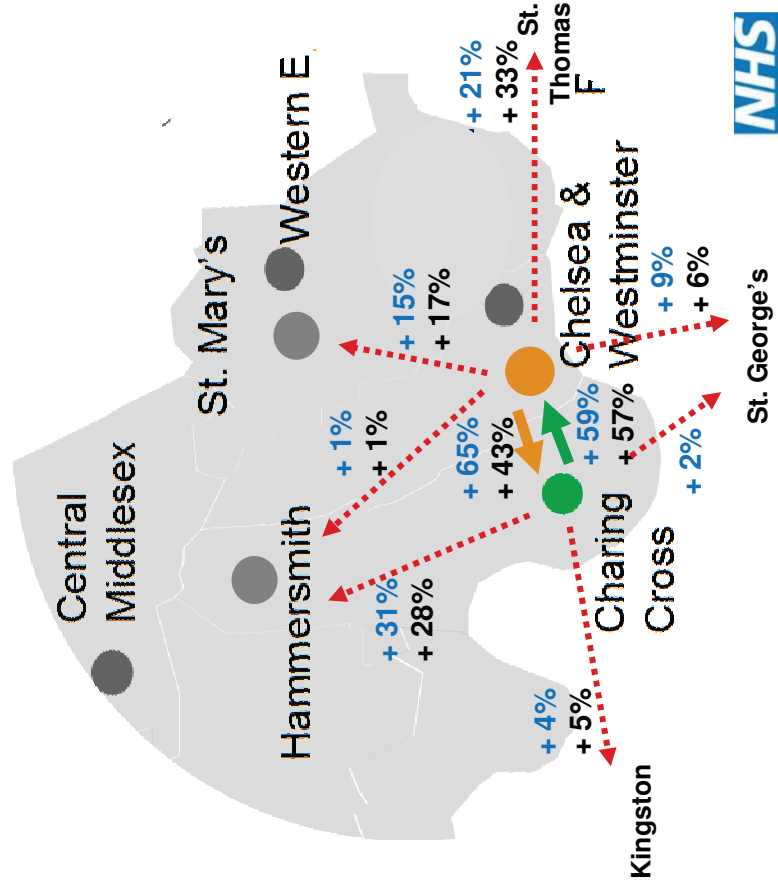 Central
Middlesex
St. Mary's
Western E
Hammersmith
+ 1%
+ 1%
+ 15%
+ 17%
+ 21%
+ 33%
St.
Thomas
F
+ 31%
+ 28%
+ 65%
+ 43%
Chelsea &
Westminster
+ 59%
+ 57%
+ 9%
+ 6%
+ 4%
+ 5%
Charing
Cross
+ 2%
Kingston
St. George's
NHS